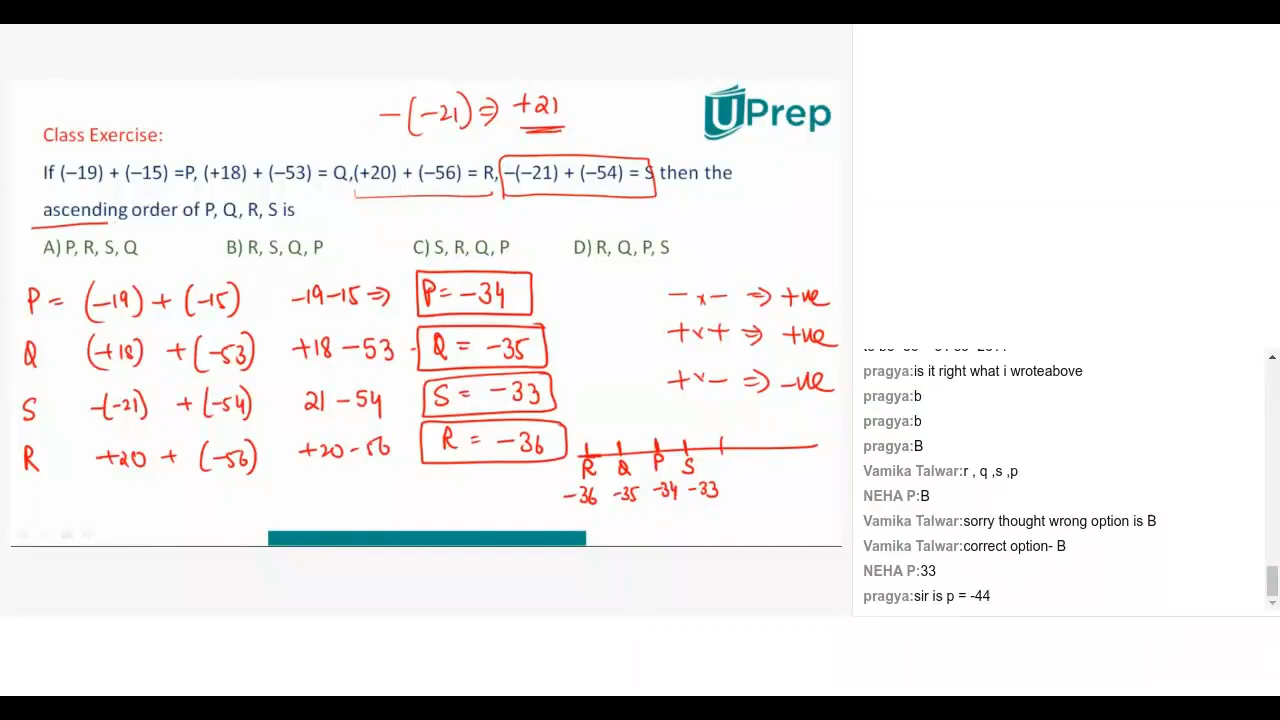 -(-21) ⇒ +21
UPrep
Class Exercise:
If (–19) + (–15) =P, (+18) + (–53) = Q,(+20) + (–56) = R, –(–21) + (–54) = S then the
ascending order of P, Q, R, S is
A) P, R, S, Q B) R, S, Q, P C) S, R, Q, P D) R, Q, P, S
P = (-19) + (-15) -19-15 ⇒ P = -34
Q (+18) + (-53) +18 - 53 Q = -35
S -(-21) + (-54) 21 - 54 S = -33
R +20 + (-56) +20-56 R = -36
- x - ⇒ +ve
+ x + ⇒ +ve
+ x - ⇒ -ve
R Q P S
-36 -35 -34 -33
pragya:is it right what i wroteabove
pragya:b
pragya:b
pragya:B
Vamika Talwar:r , q ,s ,p
NEHA P:B
Vamika Talwar:sorry thought wrong option is B
Vamika Talwar:correct option- B
NEHA P:33
pragya:sir is p = -44